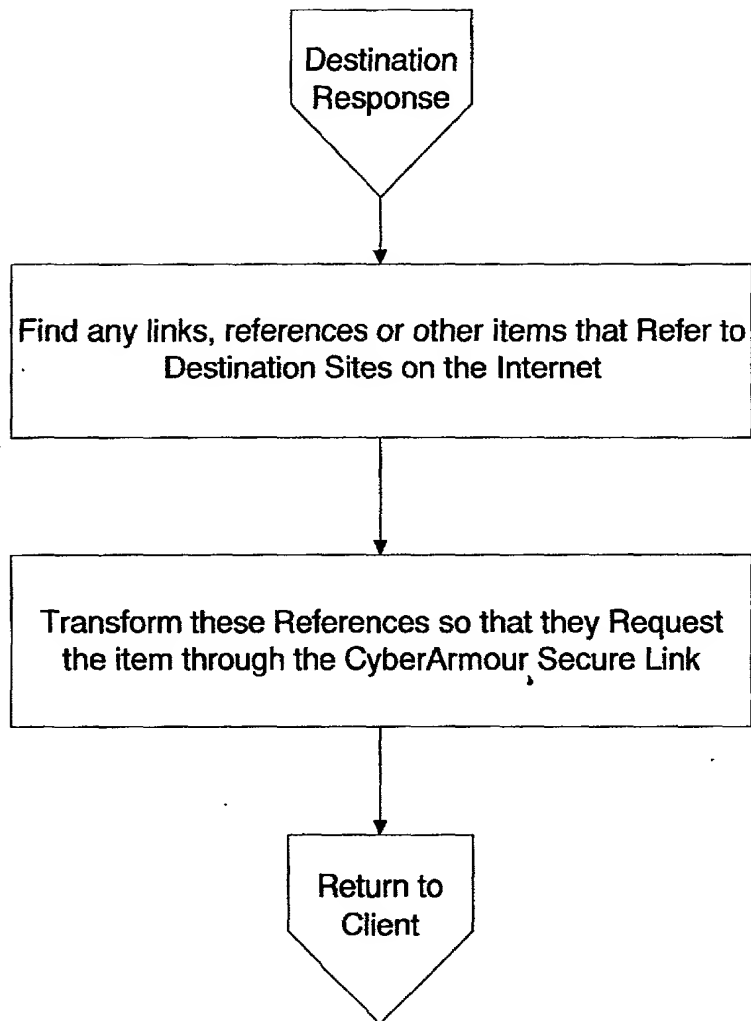 Destination
Response
Find any links, references or other items that Refer to
Destination Sites on the Internet
Transform these References so that they Request
the item through the CyberArmour Secure Link
Return to
Client